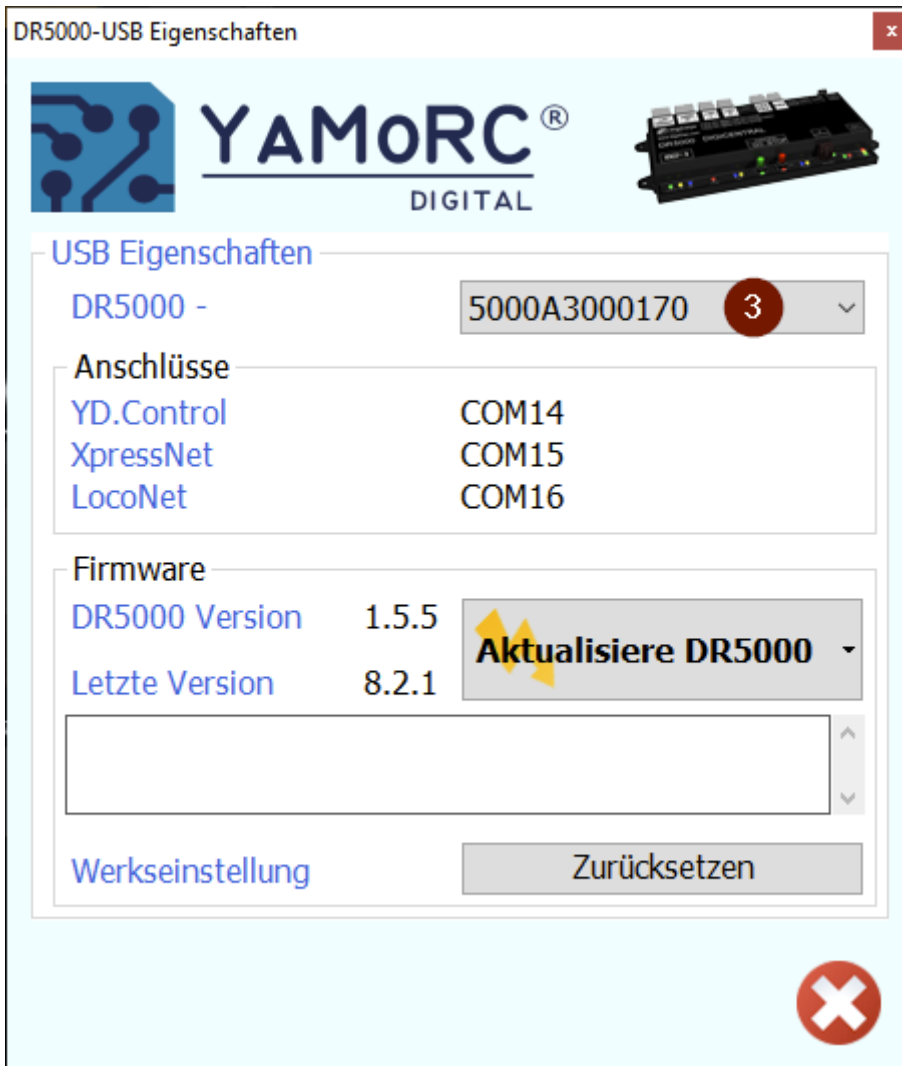 DR5000-USB Eigenschaften
x
YAMORC®
DIGITAL
USB Eigenschaften
DR5000 - 5000A3000170 3
Anschlüsse
YD.Control COM14
XpressNet COM15
LocoNet COM16
Firmware
DR5000 Version 1.5.5
Aktualisiere DR5000
Letzte Version 8.2.1
Werkseinstellung Zurücksetzen